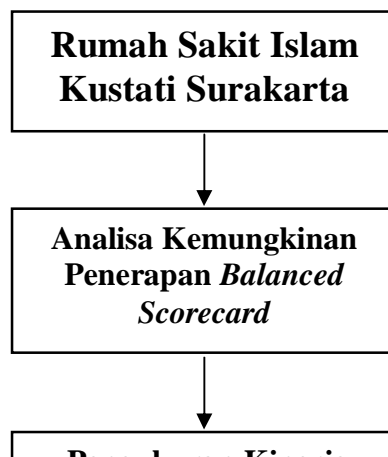 Rumah Sakit Islam
Kustati Surakarta
Analisa Kemungkinan
Penerapan Balanced
Scorecard